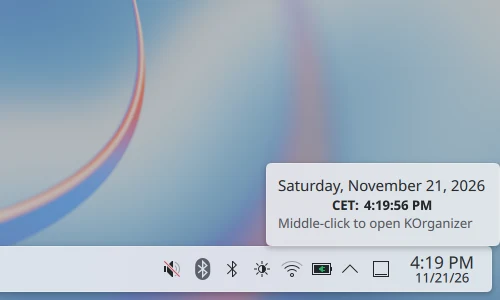 Saturday, November 21, 2026
CET: 4:19:56 PM
Middle-click to open KOrganizer
4:19 PM
11/21/26